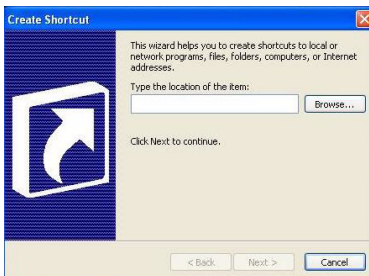 Create Shortcut
This wizard helps you to create shortcuts to local or
network programs, files, folders, computers, or Internet
addresses.
Type the location of the item:
Browse...
Click Next to continue.
< Back
Next >
Cancel